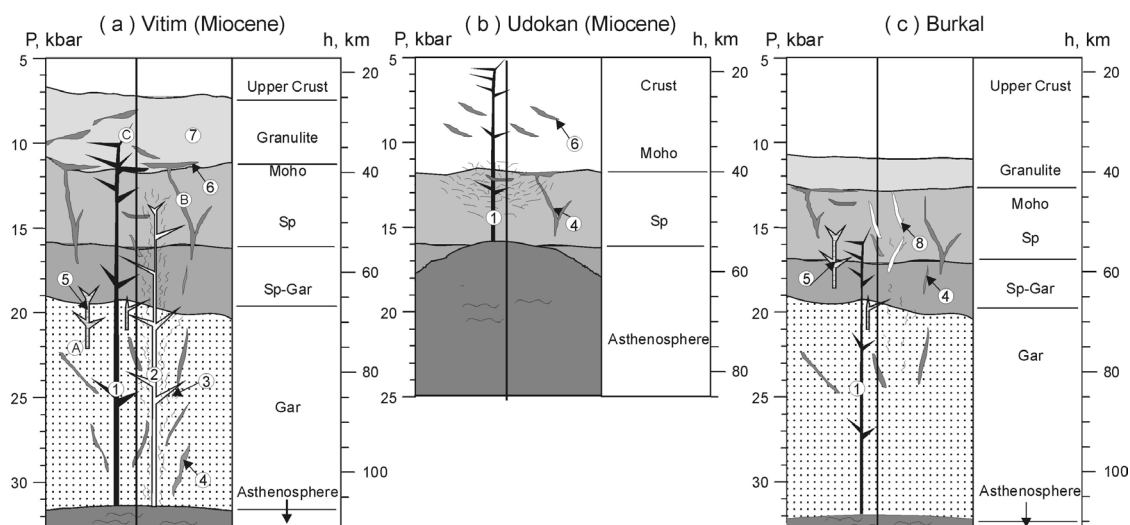 ( a ) Vitim (Miocene)
P, kbar
h, km
5
10
15
20
25
30
20
40
60
80
100
Upper Crust
Granulite
Moho
Sp
Sp-Gar
Gar
Asthenosphere
C
7
6
B
5
A
2
1
3
4
( b ) Udokan (Miocene)
P, kbar
h, km
5
10
15
20
25
20
40
60
80
Crust
Moho
Sp
Asthenosphere
6
1
4
( c ) Burkal
P, kbar
h, km
5
10
15
20
25
30
20
40
60
80
100
Upper Crust
Granulite
Moho
Sp
Sp-Gar
Gar
Asthenosphere
8
5
4
1